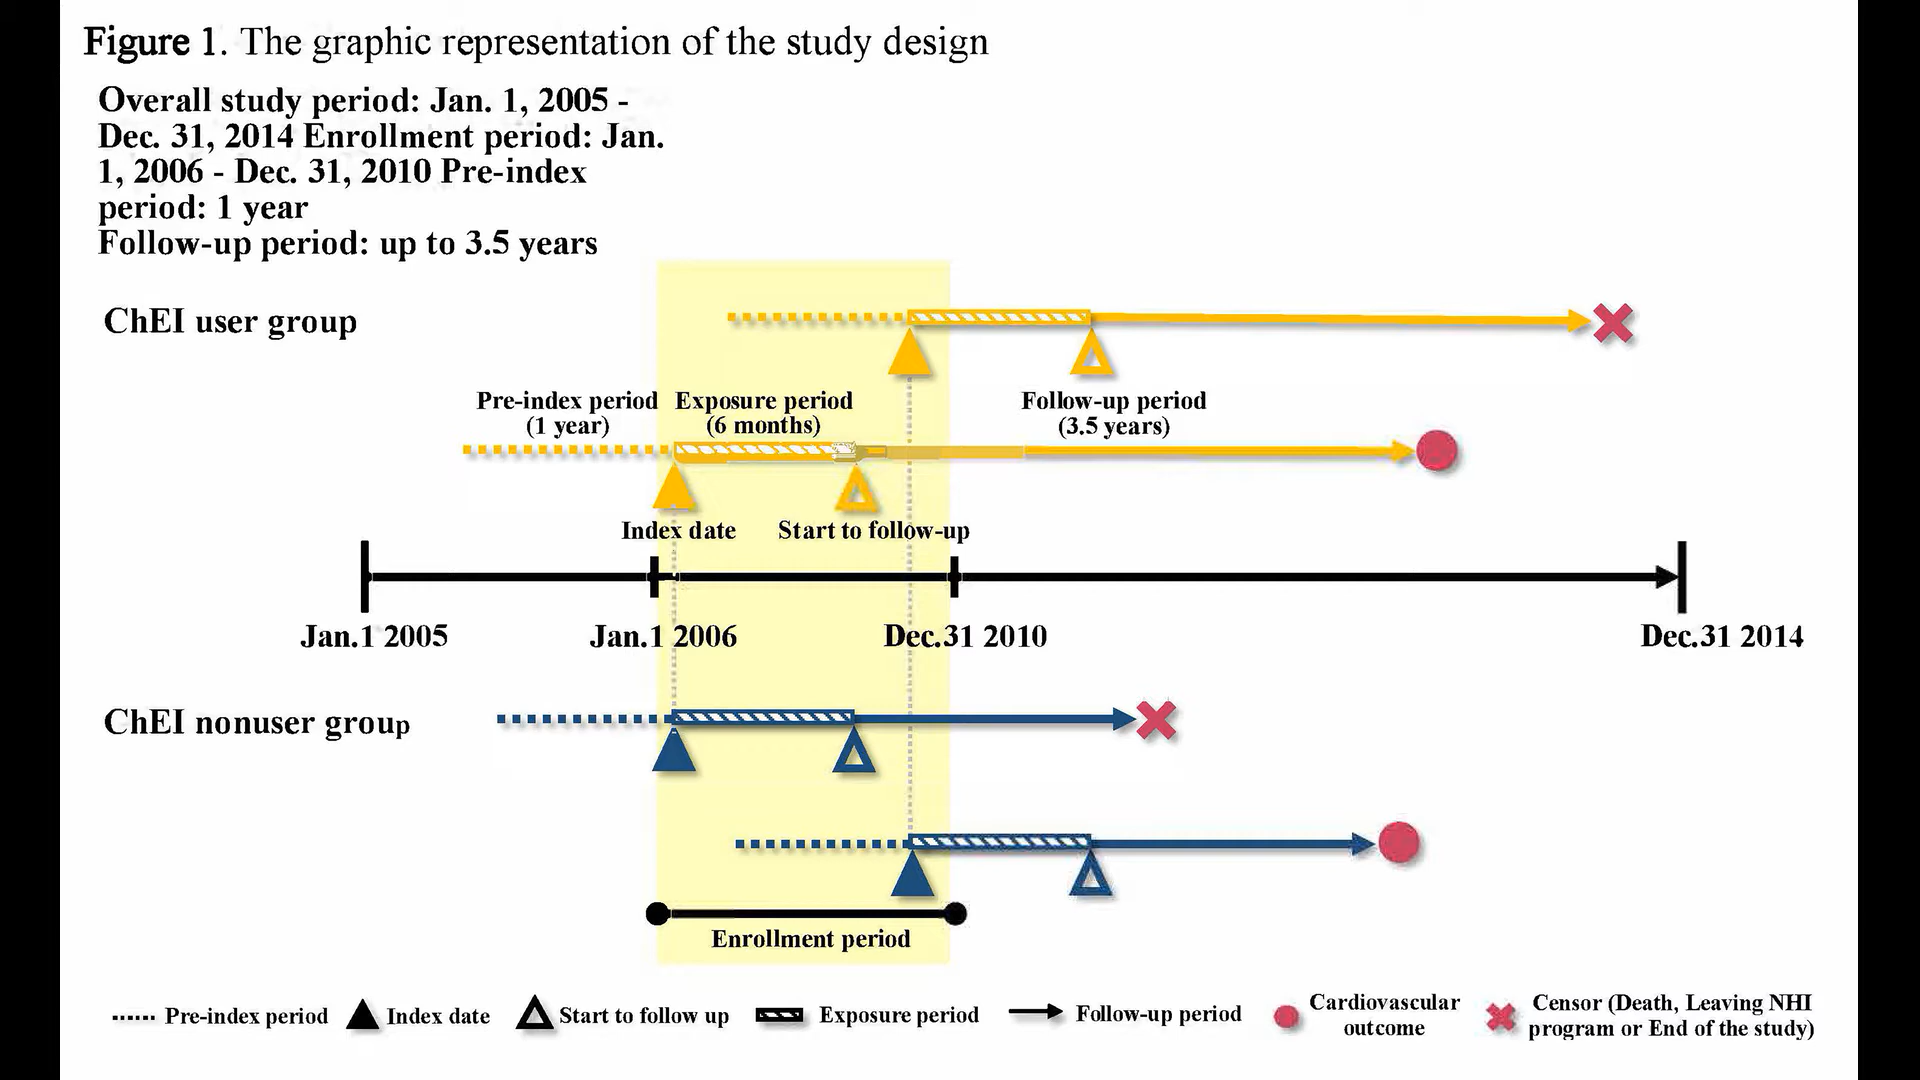 Figure 1. The graphic representation of the study design
Overall study period: Jan. 1, 2005 -
Dec. 31, 2014 Enrollment period: Jan.
1, 2006 - Dec. 31, 2010 Pre-index
period: 1 year
Follow-up period: up to 3.5 years
ChEI user group
Pre-index period
(1 year)
Exposure period
(6 months)
Follow-up period
(3.5 years)
Index date
Start to follow-up
Jan.1 2005
Jan.1 2006
Dec.31 2010
Dec.31 2014
ChEI nonuser group
Enrollment period
Pre-index period
Index date
Start to follow up
Exposure period
Follow-up period
Cardiovascular
outcome
Censor (Death, Leaving NHI
program or End of the study)